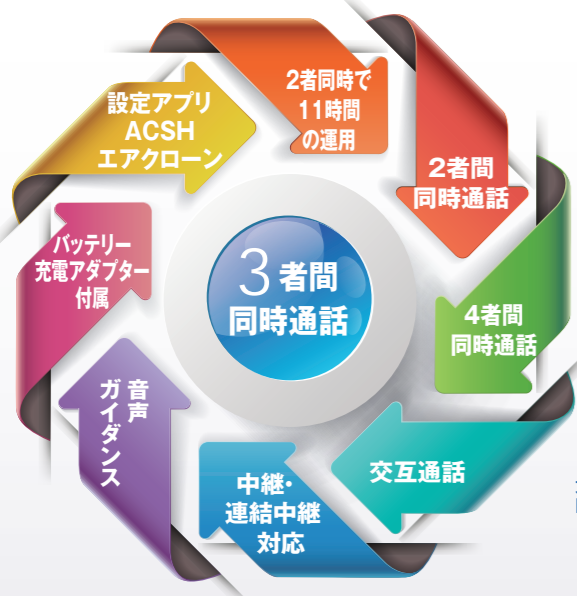 設定アプリ
ACSH
エアクローン
2者同時で
11時間
の運用
2者間
同時通話
4者間
同時通話
交互通話
中継・
連結中継
対応
音声
ガイダンス
バッテリー
充電アダプター
付属
3者間
同時通話